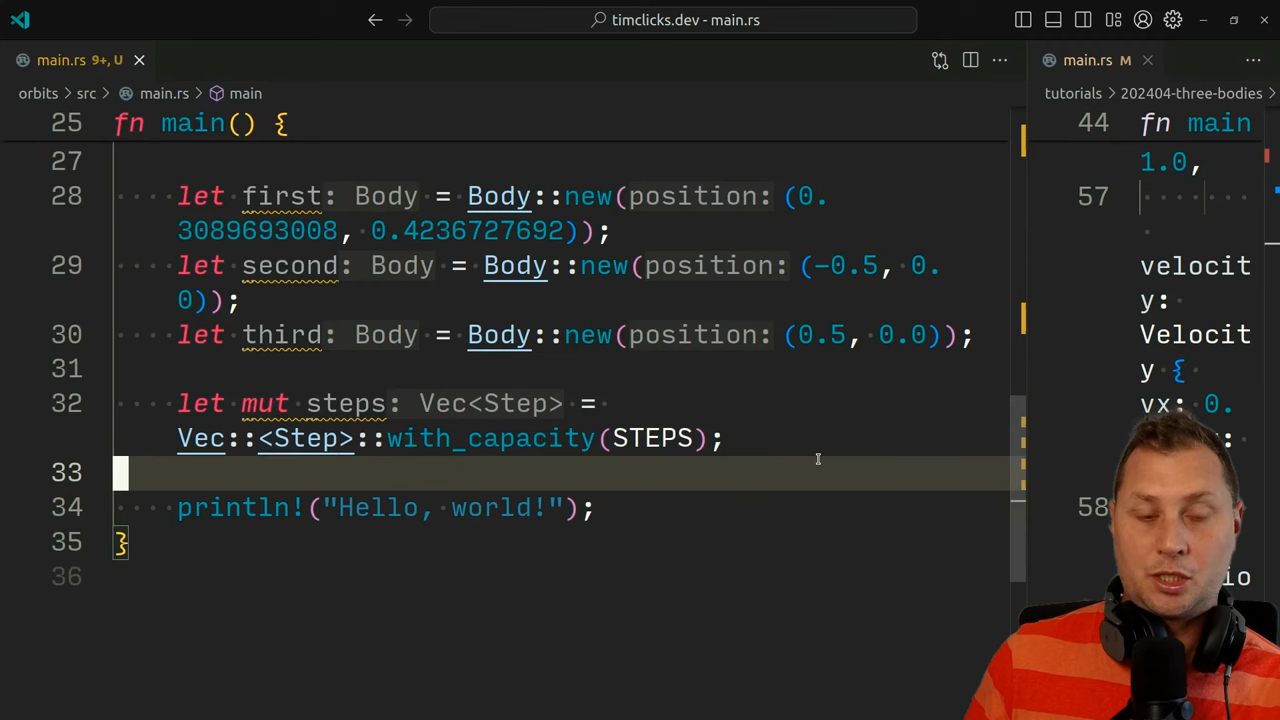 timclicks.dev - main.rs
main.rs 9+, U
orbits > src > main.rs > main
25 fn main() {
27
28 let first: Body = Body::new(position: (0.
3089693008, 0.4236727692));
29 let second: Body = Body::new(position: (-0.5, 0.
0));
30 let third: Body = Body::new(position: (0.5, 0.0));
31
32 let mut steps: Vec<Step> =
Vec::<Step>::with_capacity(STEPS);
33
34 println!("Hello, world!");
35 }
36
main.rs M
tutorials > 202404-three-bodies >
44 fn main
1.0,
57
velocit
y:
Velocit
y {
vx: 0.
58
io